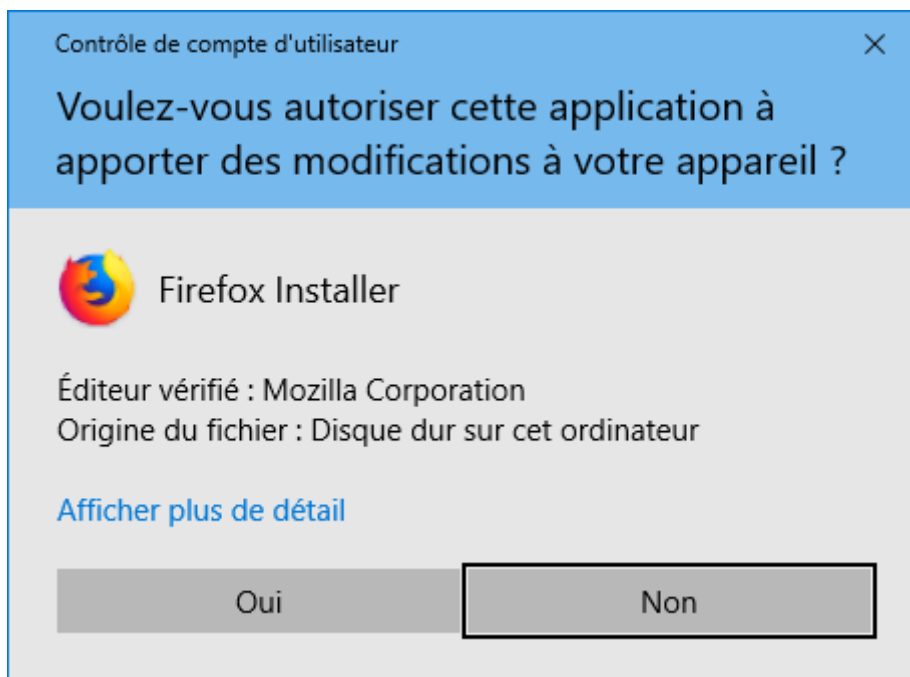 Contrôle de compte d'utilisateur
Voulez-vous autoriser cette application à
apporter des modifications à votre appareil ?
Firefox Installer
Éditeur vérifié : Mozilla Corporation
Origine du fichier : Disque dur sur cet ordinateur
Afficher plus de détail
Oui
Non